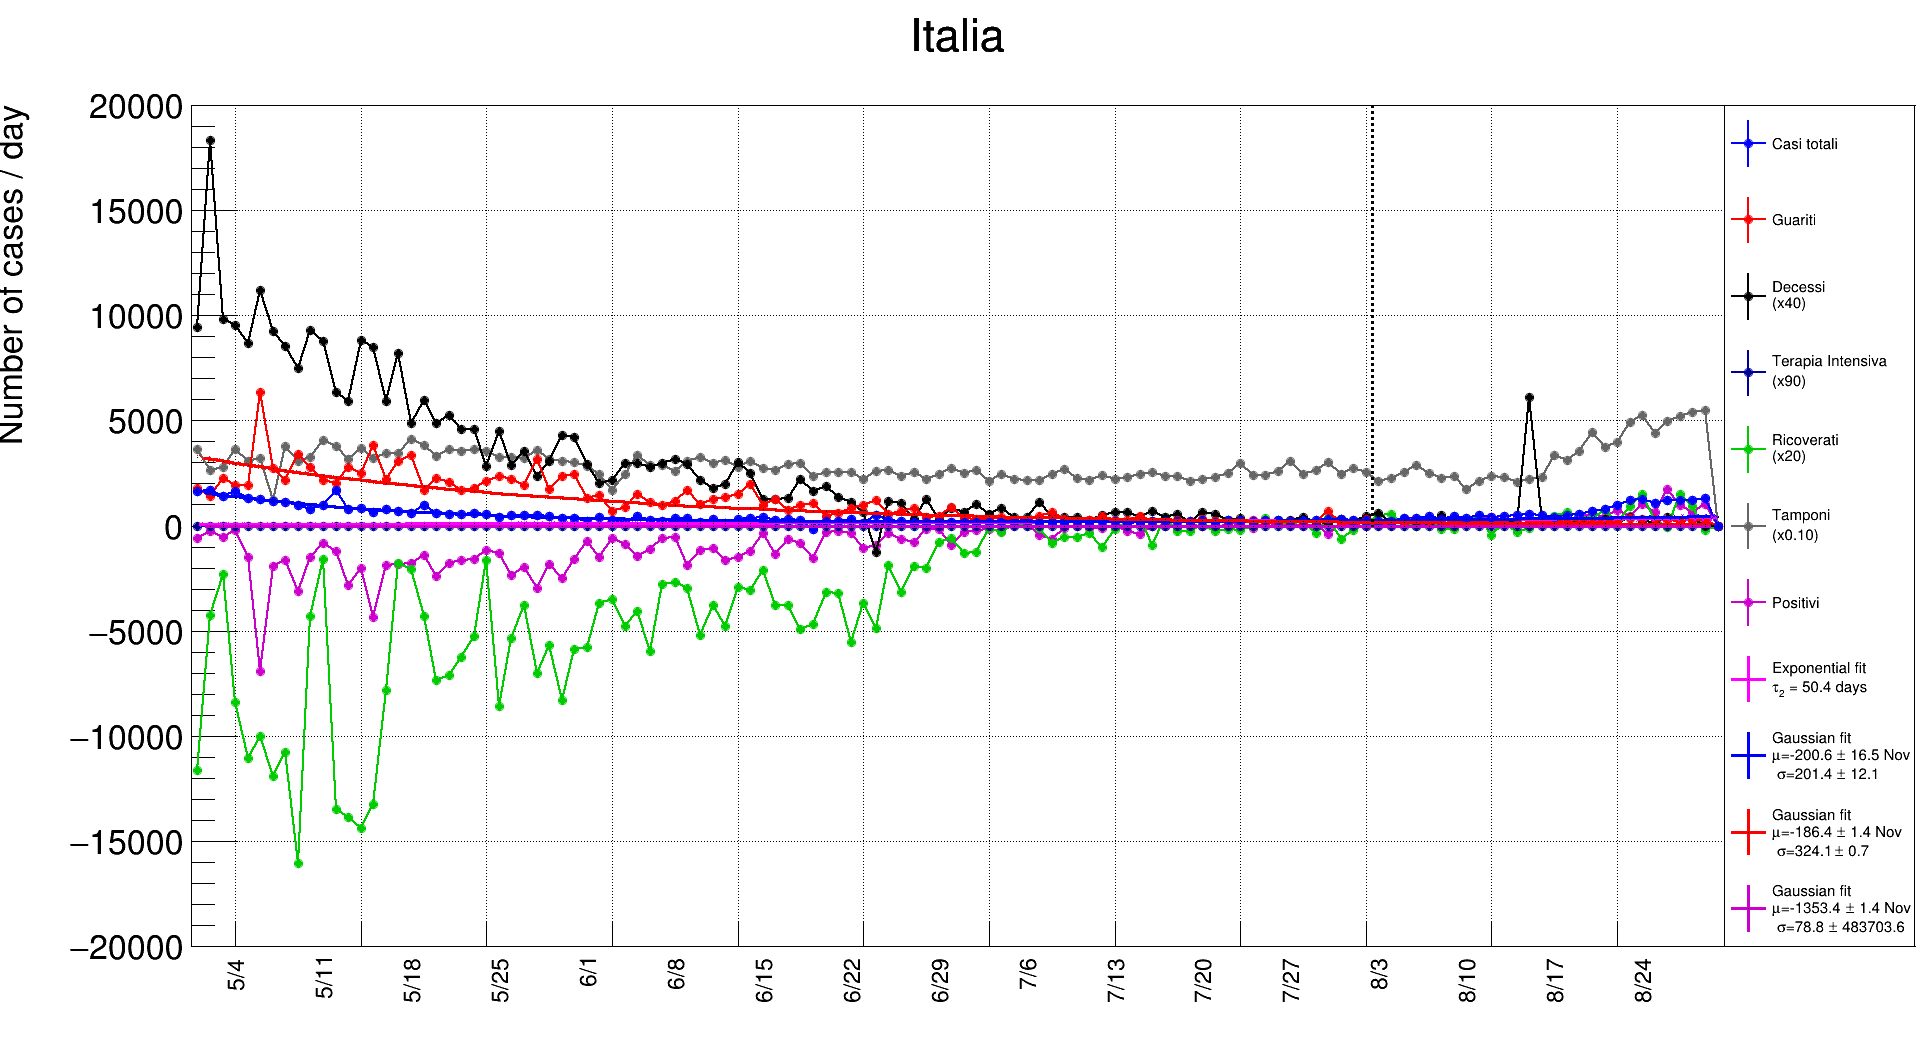 Italia
Number of cases / day
20000
15000
10000
5000
0
−5000
−10000
−15000
−20000
5/4
5/11
5/18
5/25
6/1
6/8
6/15
6/22
6/29
7/6
7/13
7/20
7/27
8/3
8/10
8/17
8/24
Casi totali
Guariti
Decessi
(x40)
Terapia Intensiva
(x90)
Ricoverati
(x20)
Tamponi
(x0.10)
Positivi
Exponential fit
τ2 = 50.4 days
Gaussian fit
μ=-200.6 ± 16.5 Nov
σ=201.4 ± 12.1
Gaussian fit
μ=-186.4 ± 1.4 Nov
σ=324.1 ± 0.7
Gaussian fit
μ=-1353.4 ± 1.4 Nov
σ=78.8 ± 483703.6